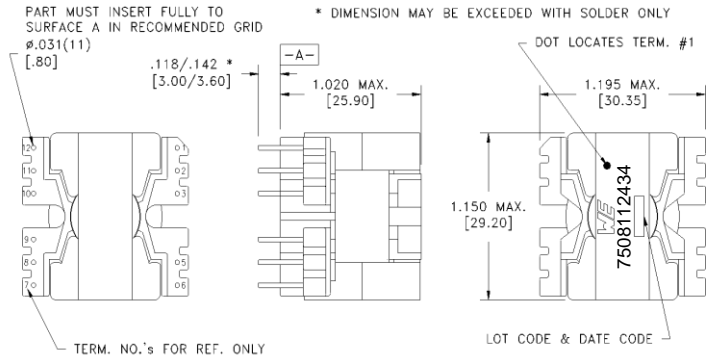 PART MUST INSERT FULLY TO
SURFACE A IN RECOMMENDED GRID
ø.031(11)
[.80]
* DIMENSION MAY BE EXCEEDED WITH SOLDER ONLY
DOT LOCATES TERM. #1
.118/.142 *
[3.00/3.60]
-A-
1.020 MAX.
[25.90]
1.195 MAX.
[30.35]
12
11
10
9
8
7
1
2
3
5
6
1.150 MAX.
[29.20]
WE
7508112434
TERM. NO.'s FOR REF. ONLY
LOT CODE & DATE CODE